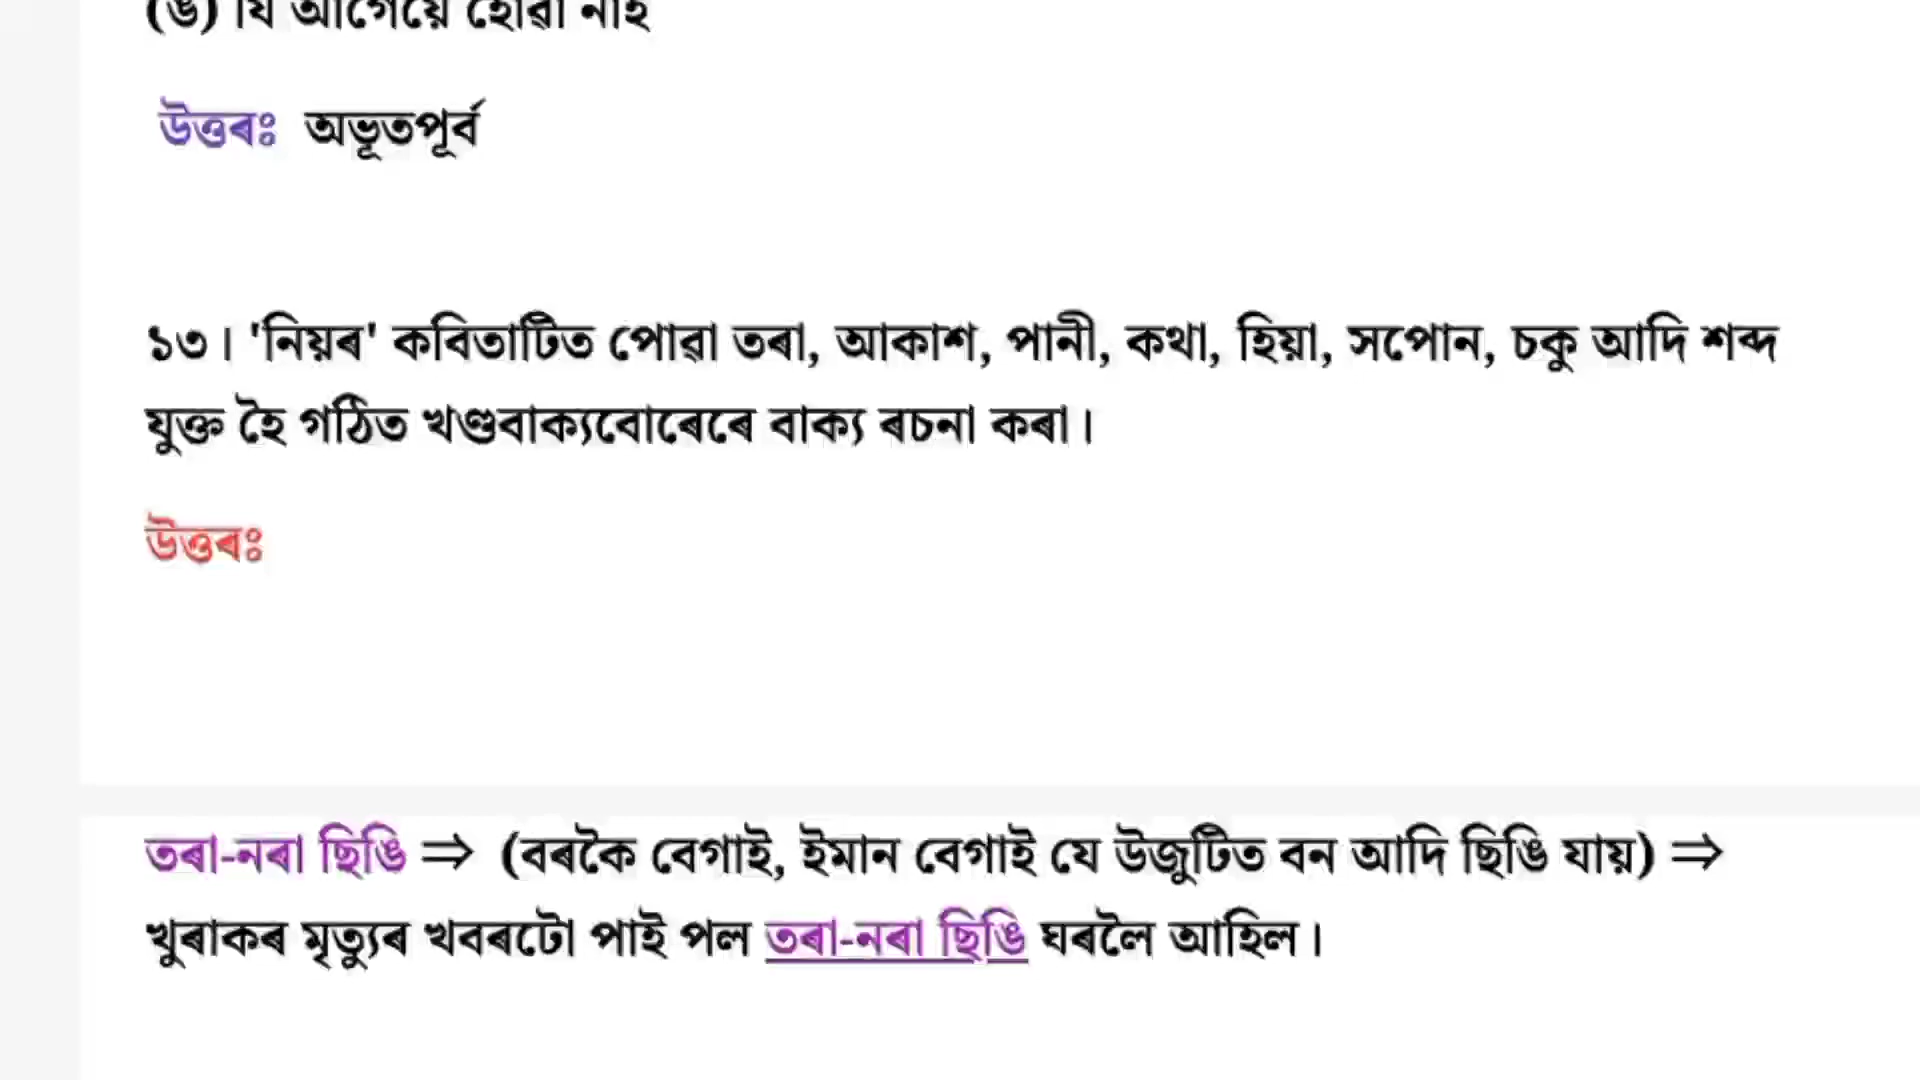 (ঙ) যি আগেয়ে হোৱা নাই
উত্তৰঃ অভূতপূৰ্ব
১৩। 'নিয়ৰ' কবিতাটিত পোৱা তৰা, আকাশ, পানী, কথা, হিয়া, সপোন, চকু আদি শব্দ
যুক্ত হৈ গঠিত খণ্ডবাক্যবোৰেৰে বাক্য ৰচনা কৰা।
উত্তৰঃ
তৰা-নৰা ছিঙি ⇒ (বৰকৈ বেগাই, ইমান বেগাই যে উজুটিত বন আদি ছিঙি যায়) ⇒
খুৰাকৰ মৃত্যুৰ খবৰটো পাই পল তৰা-নৰা ছিঙি ঘৰলৈ আহিল।